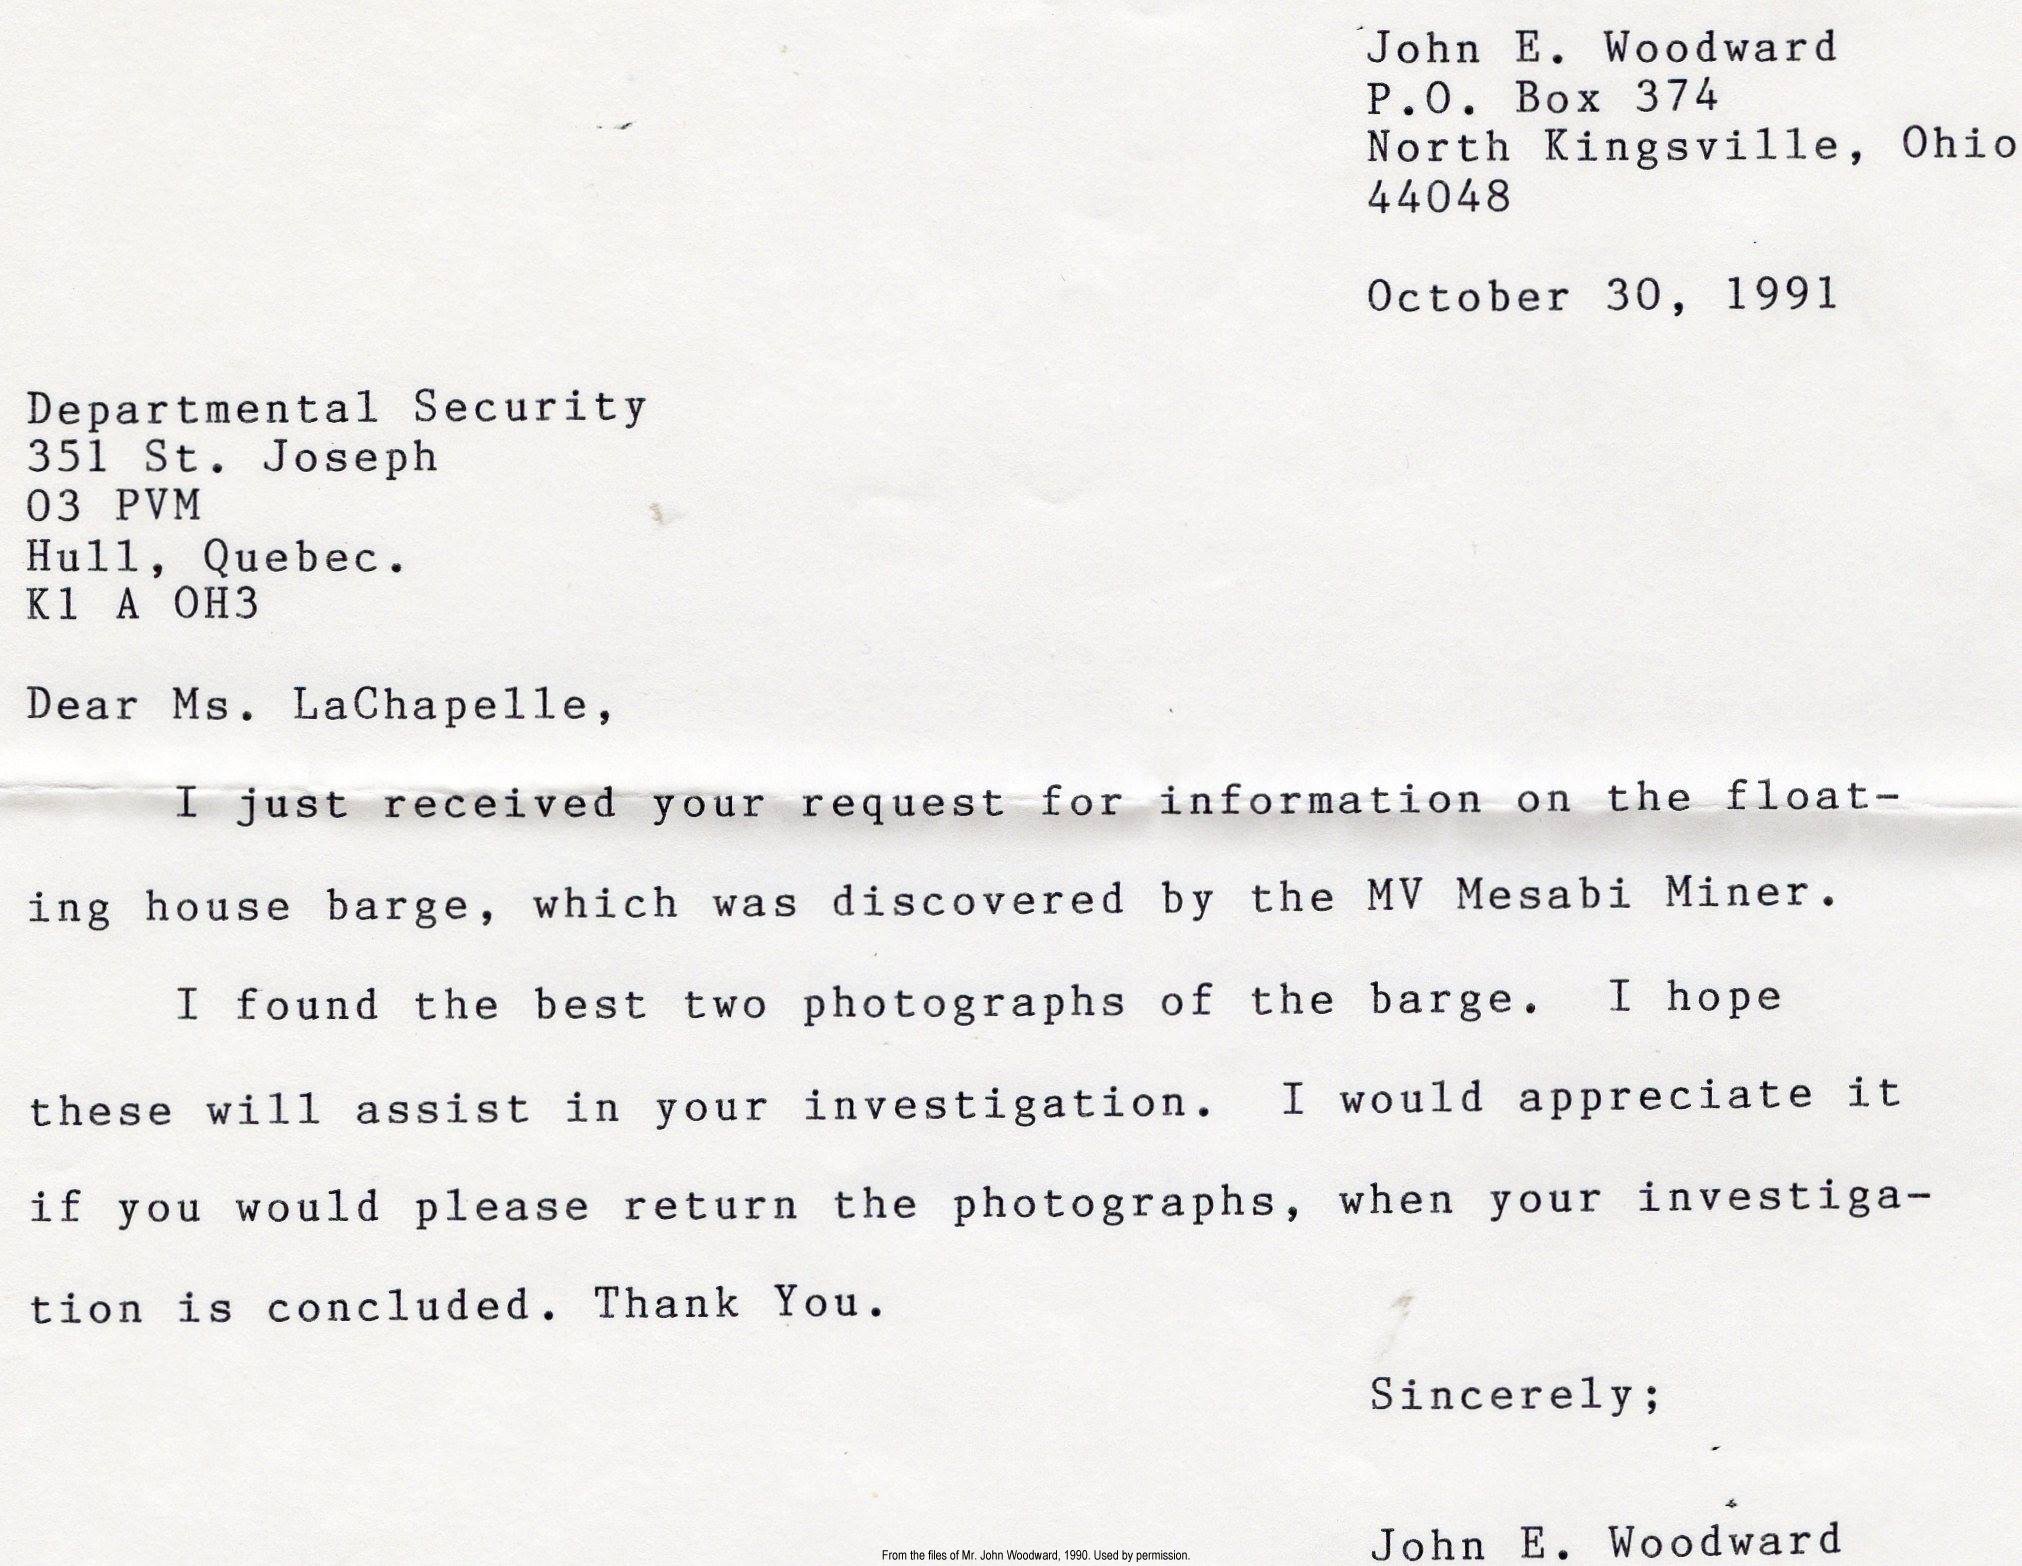 John E. Woodward
P.O. Box 374
North Kingsville, Ohio
44048
October 30, 1991
Departmental Security
351 St. Joseph
03 PVM
Hull, Quebec.
K1 A OH3
Dear Ms. LaChapelle,
I just received your request for information on the float-
ing house barge, which was discovered by the MV Mesabi Miner.
I found the best two photographs of the barge. I hope
these will assist in your investigation. I would appreciate it
if you would please return the photographs, when your investiga-
tion is concluded. Thank You.
Sincerely;
John E. Woodward
From the files of Mr. John Woodward, 1990. Used by permission.